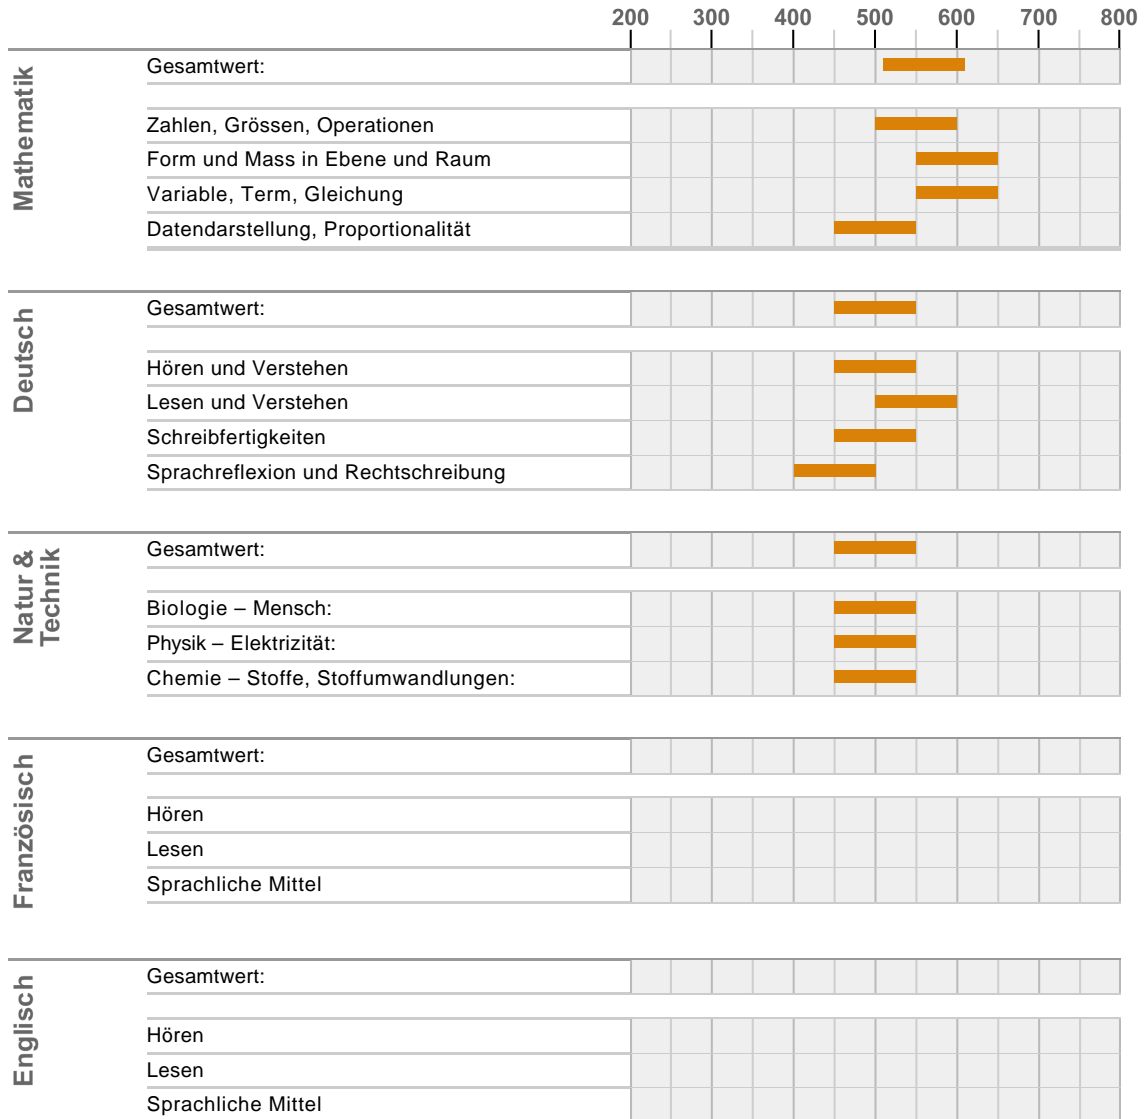 200 300 400 500 600 700 800
Mathematik
Gesamtwert:
Zahlen, Grössen, Operationen
Form und Mass in Ebene und Raum
Variable, Term, Gleichung
Datendarstellung, Proportionalität
Deutsch
Gesamtwert:
Hören und Verstehen
Lesen und Verstehen
Schreibfertigkeiten
Sprachreflexion und Rechtschreibung
Natur &
Technik
Gesamtwert:
Biologie – Mensch:
Physik – Elektrizität:
Chemie – Stoffe, Stoffumwandlungen:
Französisch
Gesamtwert:
Hören
Lesen
Sprachliche Mittel
Englisch
Gesamtwert:
Hören
Lesen
Sprachliche Mittel